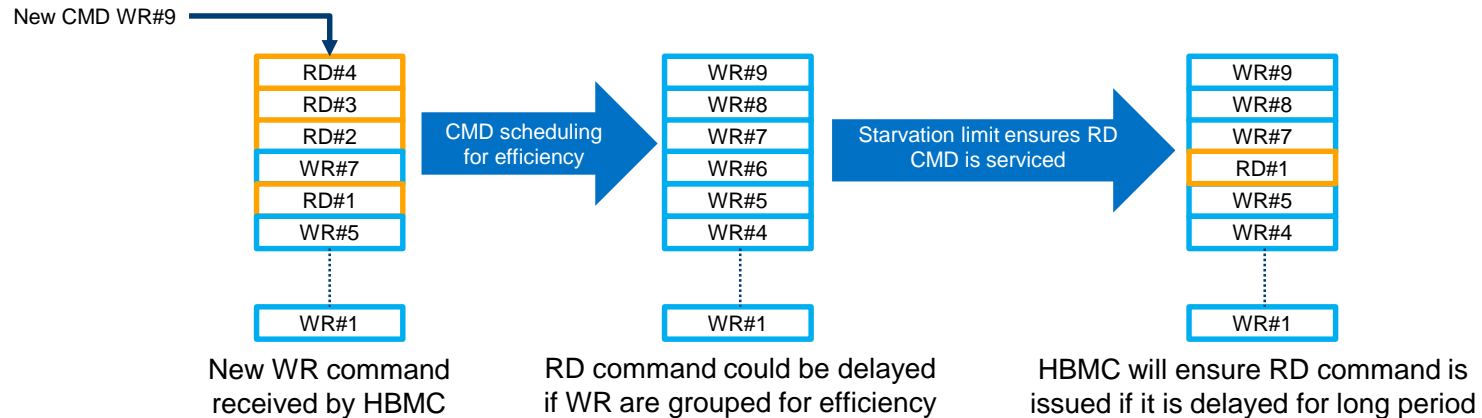 New CMD WR#9
RD#4
RD#3
RD#2
WR#7
RD#1
WR#5
WR#1
New WR command
received by HBMC
CMD scheduling
for efficiency
WR#9
WR#8
WR#7
WR#6
WR#5
WR#4
WR#1
RD command could be delayed
if WR are grouped for efficiency
Starvation limit ensures RD
CMD is serviced
WR#9
WR#8
WR#7
RD#1
WR#5
WR#4
WR#1
HBMC will ensure RD command is
issued if it is delayed for long period